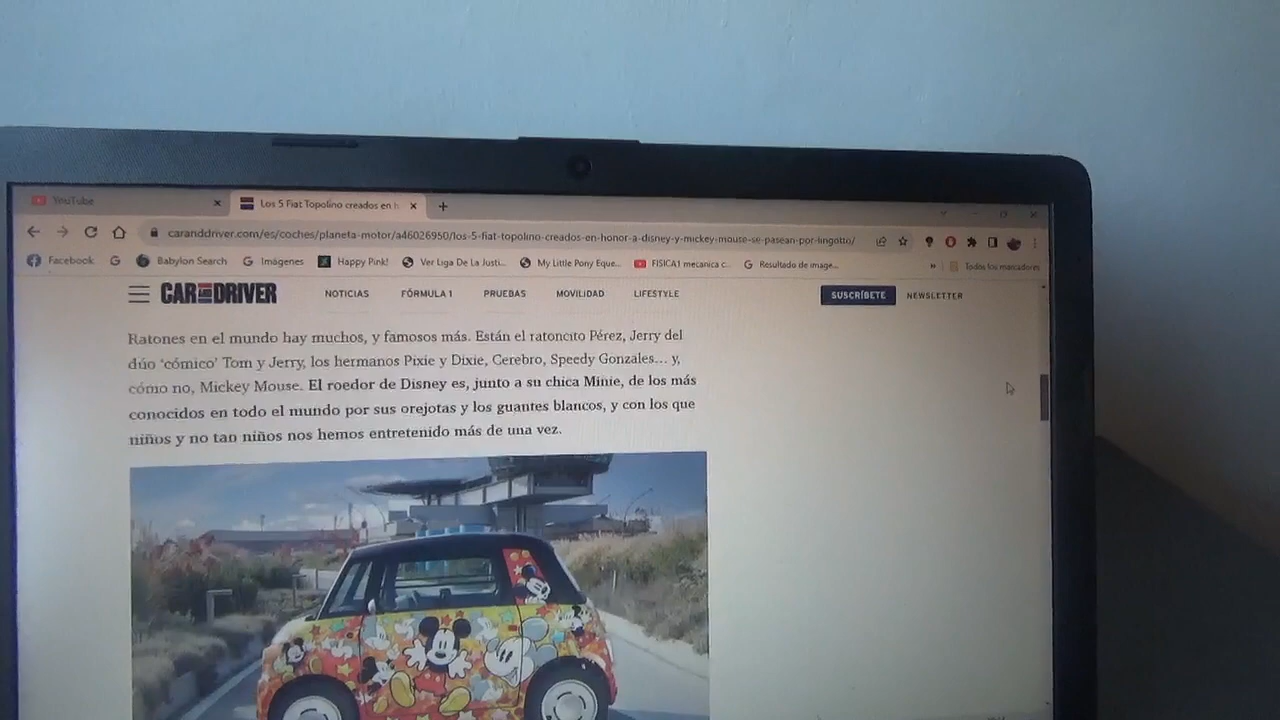 YouTube
Los 5 Fiat Topolino creados en h
caranddriver.com/es/coches/planeta-motor/a46026950/los-5-fiat-topolino-creados-en-honor-a-disney-y-mickey-mouse-se-pasean-por-lingotto/
Facebook G Babylon Search G Imágenes Happy Pink! Ver Liga De La Justi... My Little Pony Eque... FISICA1 mecanica c... G Resultado de image... » Todos los marcadores
CAR AND DRIVER NOTICIAS FÓRMULA 1 PRUEBAS MOVILIDAD LIFESTYLE SUSCRÍBETE NEWSLETTER
Ratones en el mundo hay muchos, y famosos más. Están el ratoncito Pérez, Jerry del
dúo ‘cómico’ Tom y Jerry, los hermanos Pixie y Dixie, Cerebro, Speedy Gonzales... y,
cómo no, Mickey Mouse. El roedor de Disney es, junto a su chica Minie, de los más
conocidos en todo el mundo por sus orejotas y los guantes blancos, y con los que
niños y no tan niños nos hemos entretenido más de una vez.